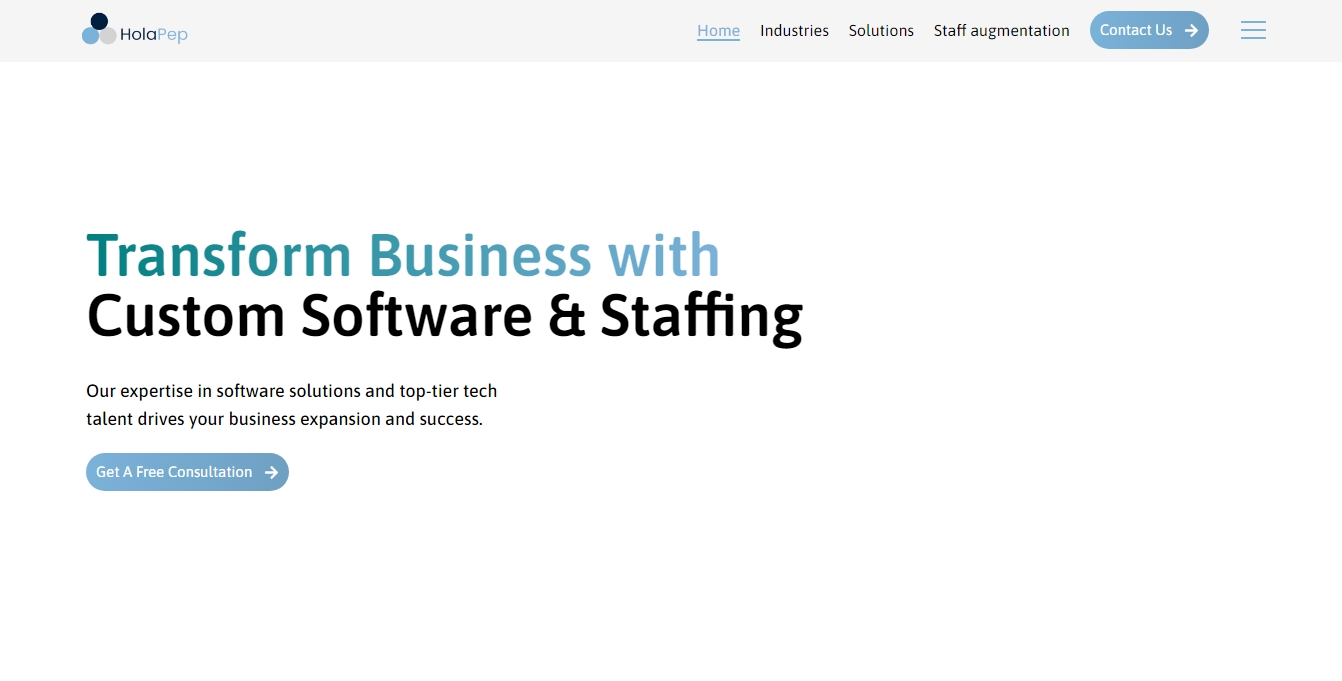 HolaPep
Home Industries Solutions Staff augmentation Contact Us
Transform Business with
Custom Software & Staffing
Our expertise in software solutions and top-tier tech
talent drives your business expansion and success.
Get A Free Consultation